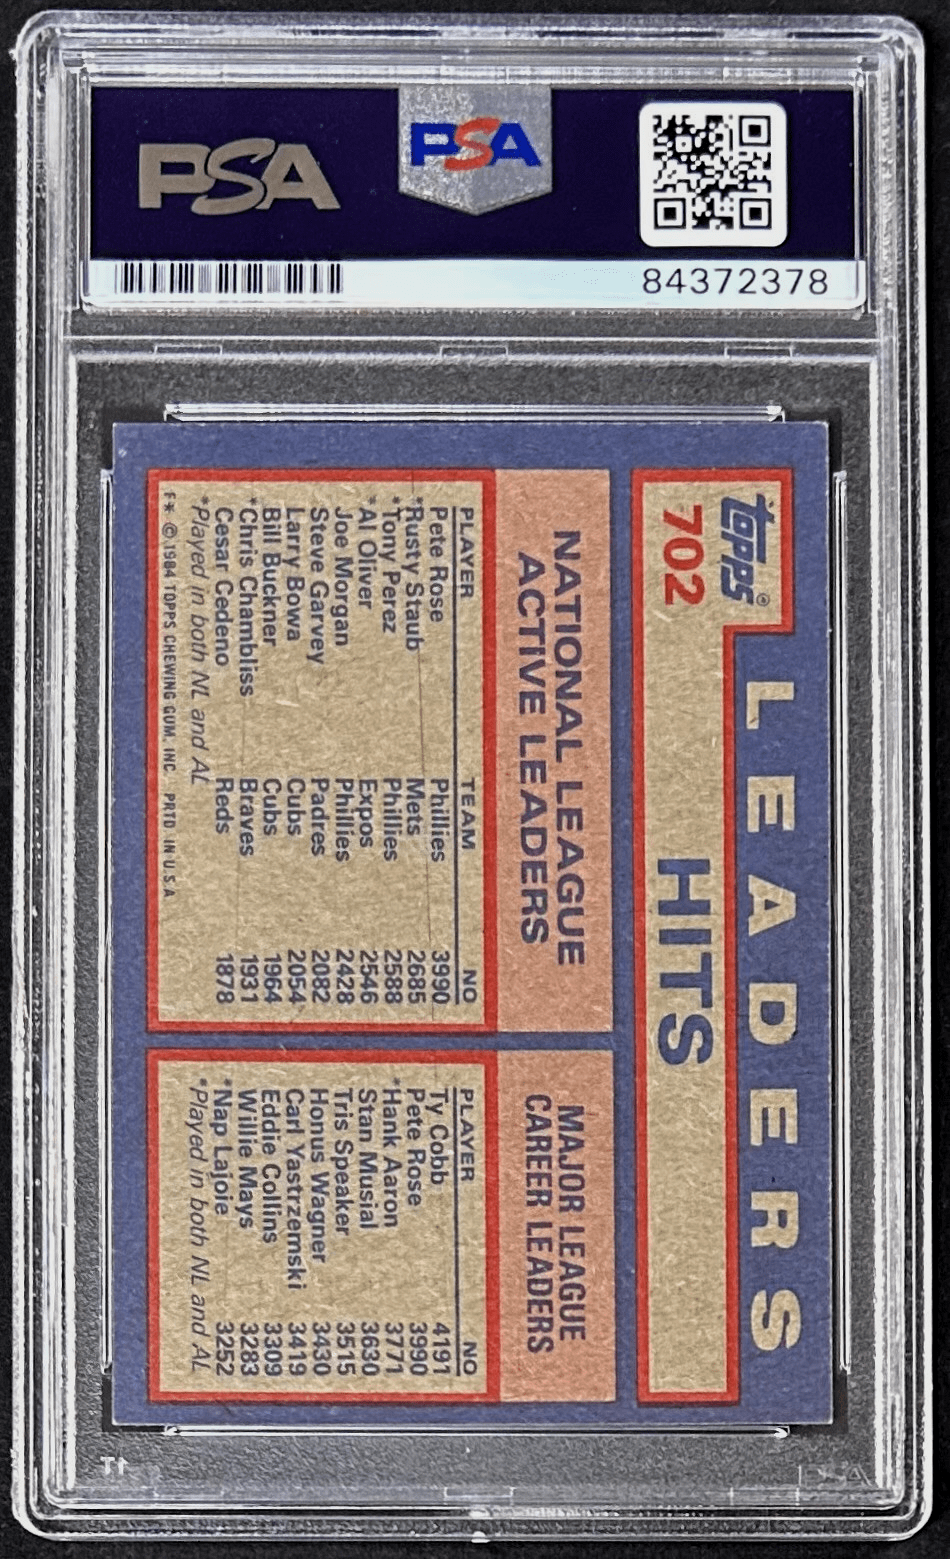 PSA
PSA
84372378
topps
702
LEADERS
HITS
NATIONAL LEAGUE
ACTIVE LEADERS
PLAYER TEAM NO
Pete Rose Phillies 3990
*Rusty Staub Mets 2685
*Tony Perez Phillies 2588
*Al Oliver Expos 2546
Joe Morgan Phillies 2428
Steve Garvey Padres 2082
Larry Bowa Cubs 2054
Bill Buckner Cubs 1964
*Chris Chambliss Braves 1931
Cesar Cedeno Reds 1878
*Played in both NL and AL
F* © 1984 TOPPS CHEWING GUM, INC. PRTD IN U.S.A.
MAJOR LEAGUE
CAREER LEADERS
PLAYER NO
Ty Cobb 4191
Pete Rose 3990
*Hank Aaron 3771
Stan Musial 3630
Tris Speaker 3515
Honus Wagner 3430
Carl Yastrzemski 3419
Eddie Collins 3309
Willie Mays 3283
*Nap Lajoie 3252
*Played in both NL and AL